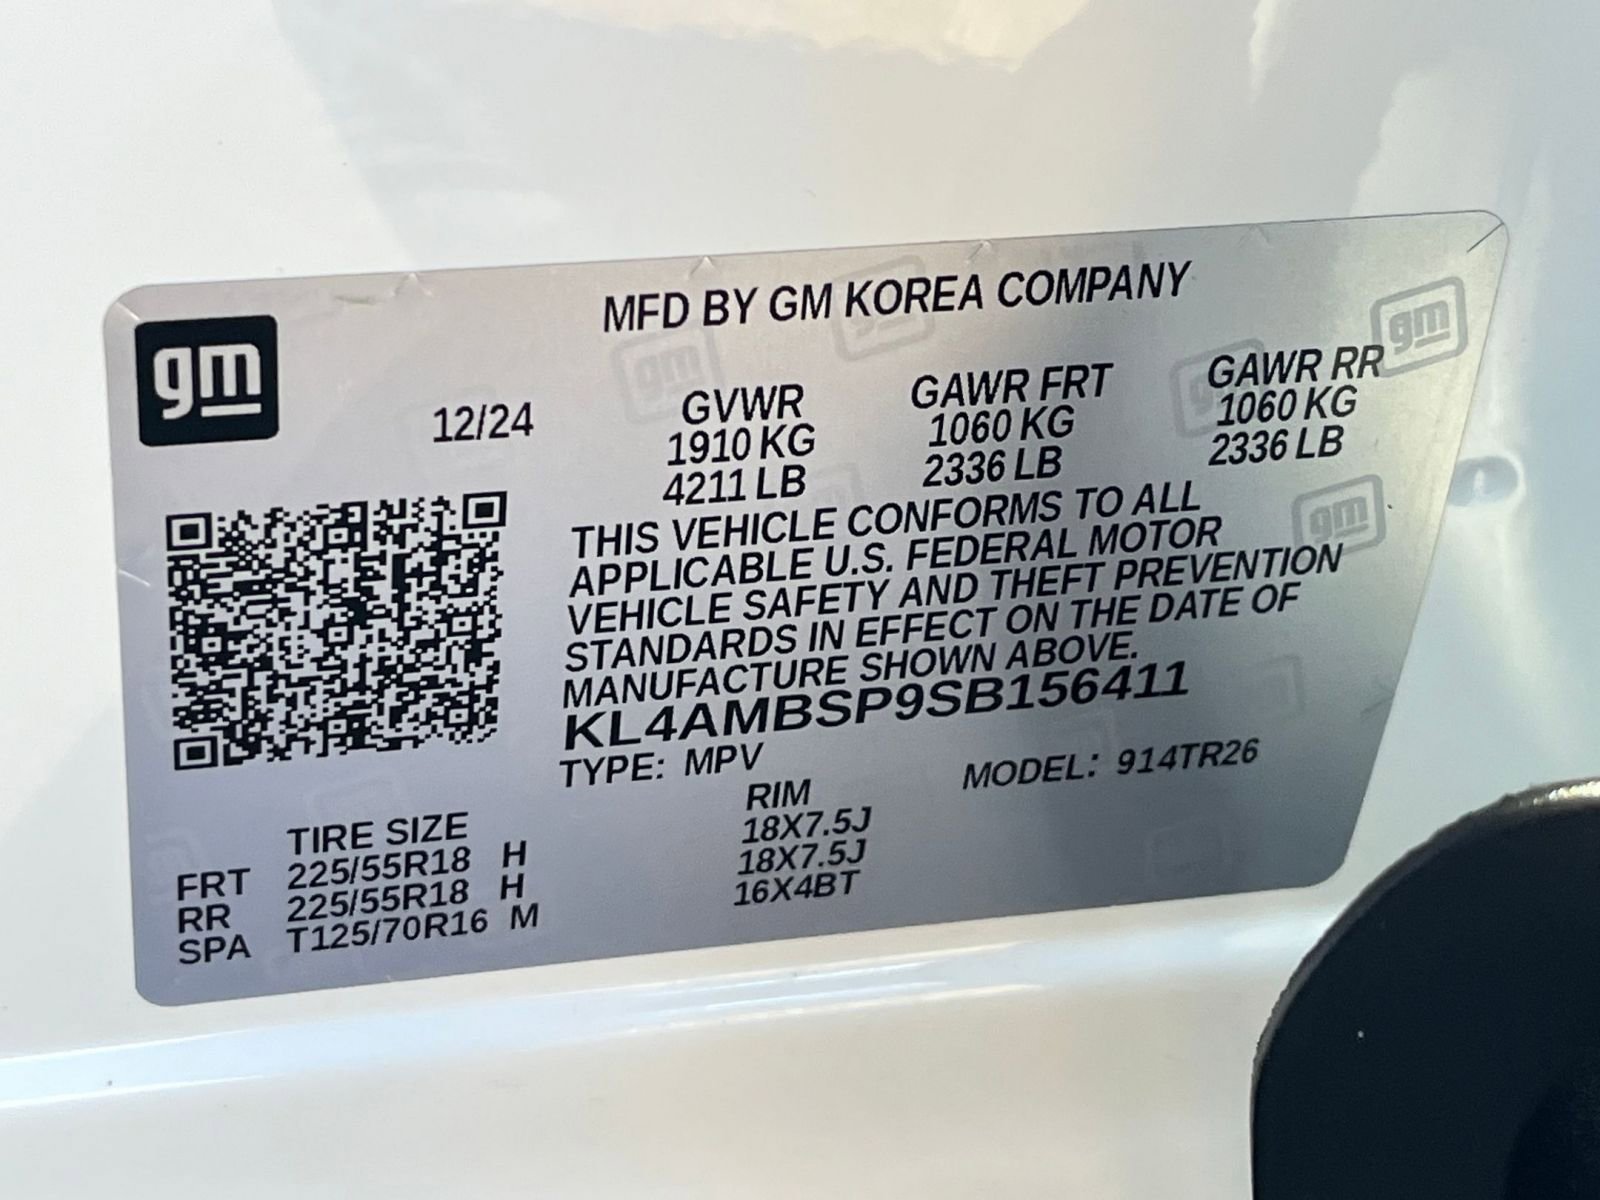 gm
MFD BY GM KOREA COMPANY
12/24
GVWR GAWR FRT GAWR RR
1910 KG 1060 KG 1060 KG
4211 LB 2336 LB 2336 LB
THIS VEHICLE CONFORMS TO ALL
APPLICABLE U.S. FEDERAL MOTOR
VEHICLE SAFETY AND THEFT PREVENTION
STANDARDS IN EFFECT ON THE DATE OF
MANUFACTURE SHOWN ABOVE.
KL4AMBSP9SB156411
TYPE: MPV MODEL: 914TR26
TIRE SIZE RIM
FRT 225/55R18 H 18X7.5J
RR 225/55R18 H 18X7.5J
SPA T125/70R16 M 16X4BT